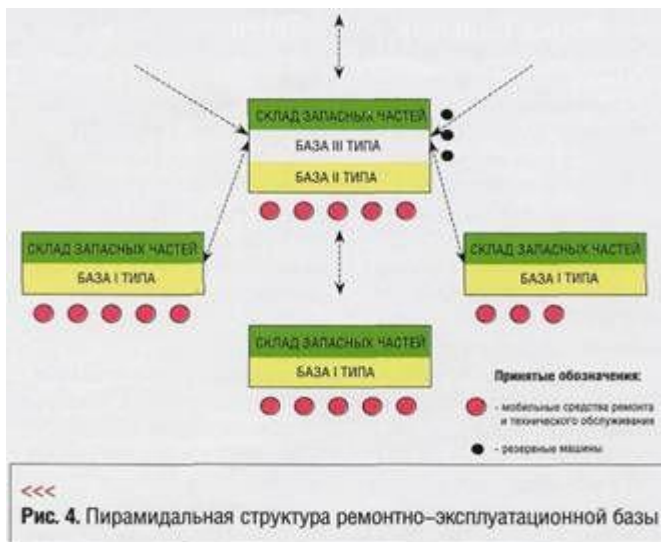 СКЛАД ЗАПАСНЫХ ЧАСТЕЙ
БАЗА III ТИПА
БАЗА II ТИПА
СКЛАД ЗАПАСНЫХ ЧАСТЕЙ
БАЗА I ТИПА
СКЛАД ЗАПАСНЫХ ЧАСТЕЙ
БАЗА I ТИПА
СКЛАД ЗАПАСНЫХ ЧАСТЕЙ
БАЗА I ТИПА
Принятые обозначения:
- мобильные средства ремонта
и технического обслуживания
- резервные машины
<<<
Рис. 4. Пирамидальная структура ремонтно–эксплуатационной базы